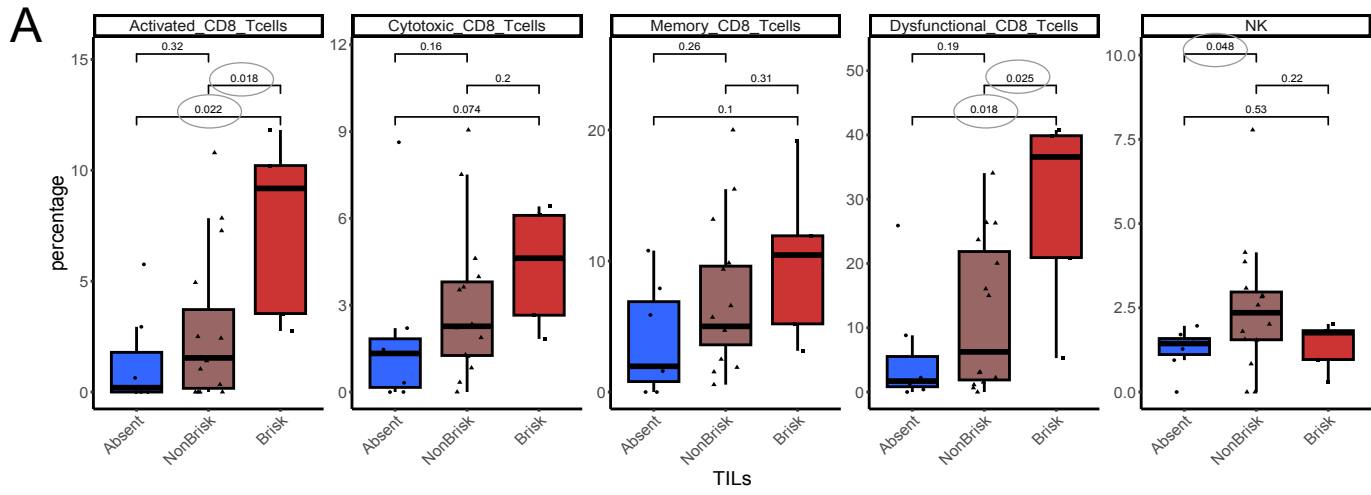 A
Activated_CD8_Tcells
Cytotoxic_CD8_Tcells
Memory_CD8_Tcells
Dysfunctional_CD8_Tcells
NK
percentage
15
10
5
0
0.32
0.018
0.022
Absent
NonBrisk
Brisk
12
9
6
3
0
0.16
0.2
0.074
Absent
NonBrisk
Brisk
20
10
0
0.26
0.31
0.1
Absent
NonBrisk
Brisk
50
40
30
20
10
0
0.19
0.025
0.018
Absent
NonBrisk
Brisk
10.0
7.5
5.0
2.5
0.0
0.048
0.22
0.53
Absent
NonBrisk
Brisk
TILs